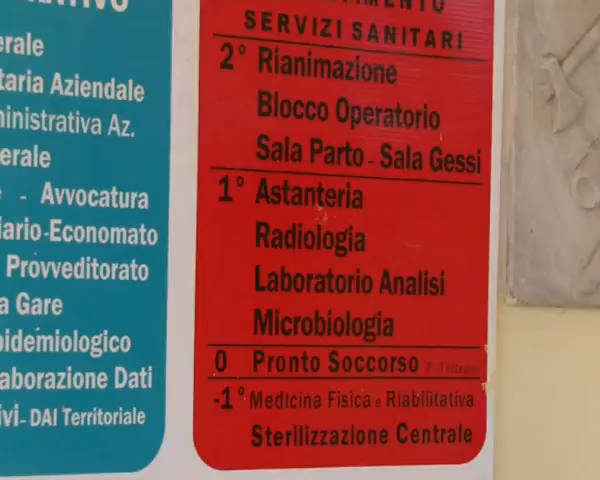 erale
taria Aziendale
ministrativa Az.
erale
- Avvocatura
iario-Economato
Provveditorato
a Gare
pidemiologico
aborazione Dati
ivi-DAI Territoriale
SERVIZI SANITARI
2° Rianimazione
Blocco Operatorio
Sala Parto - Sala Gessi
1° Astanteria
Radiologia
Laboratorio Analisi
Microbiologia
0 Pronto Soccorso
-1° Medicina Fisica e Riabilitativa
Sterilizzazione Centrale